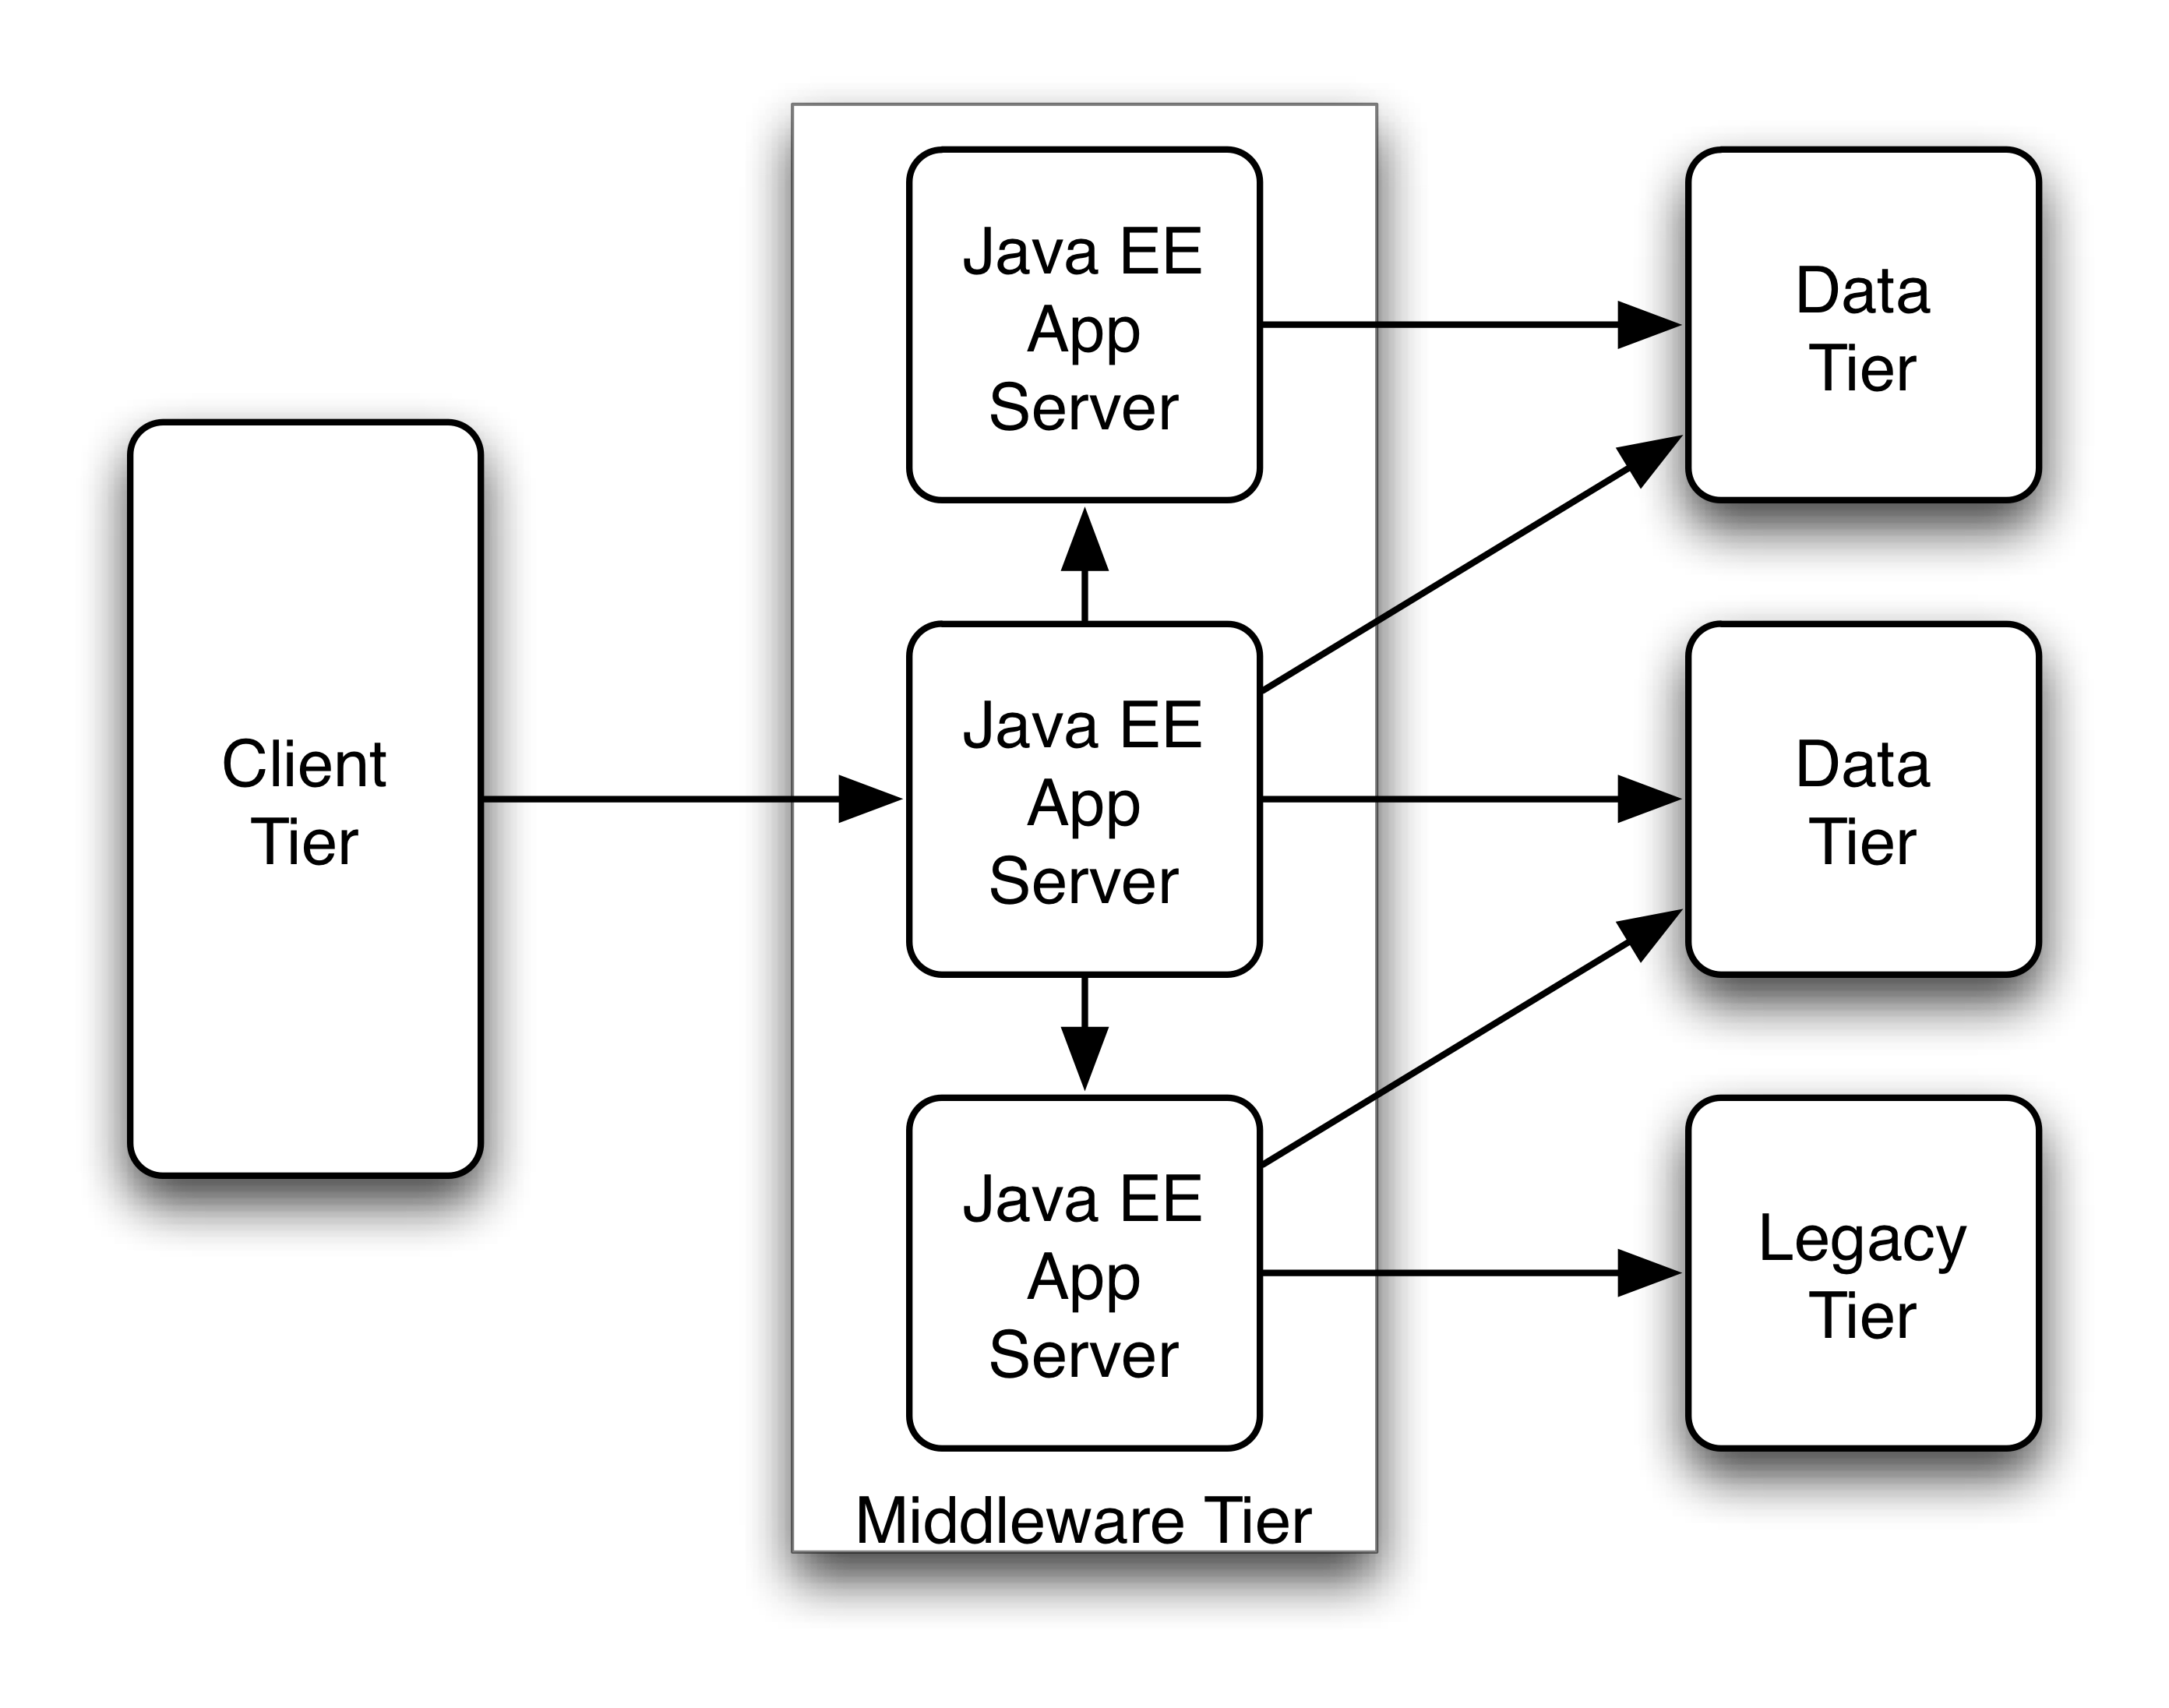 Client
Tier
Java EE
App
Server
Java EE
App
Server
Java EE
App
Server
Middleware Tier
Data
Tier
Data
Tier
Legacy
Tier